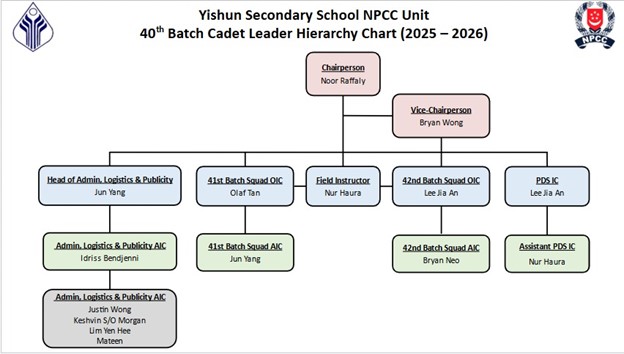 Yishun Secondary School NPCC Unit
40th Batch Cadet Leader Hierarchy Chart (2025 – 2026)
NPCC
Chairperson
Noor Raffaly
Vice-Chairperson
Bryan Wong
Head of Admin, Logistics & Publicity
Jun Yang
41st Batch Squad OIC
Olaf Tan
Field Instructor
Nur Haura
42nd Batch Squad OIC
Lee Jia An
PDS IC
Lee Jia An
Admin, Logistics & Publicity AIC
Idriss Bendjenni
41st Batch Squad AIC
Jun Yang
42nd Batch Squad AIC
Bryan Neo
Assistant PDS IC
Nur Haura
Admin, Logistics & Publicity AIC
Justin Wong
Keshvin S/O Morgan
Lim Yen Hee
Mateen